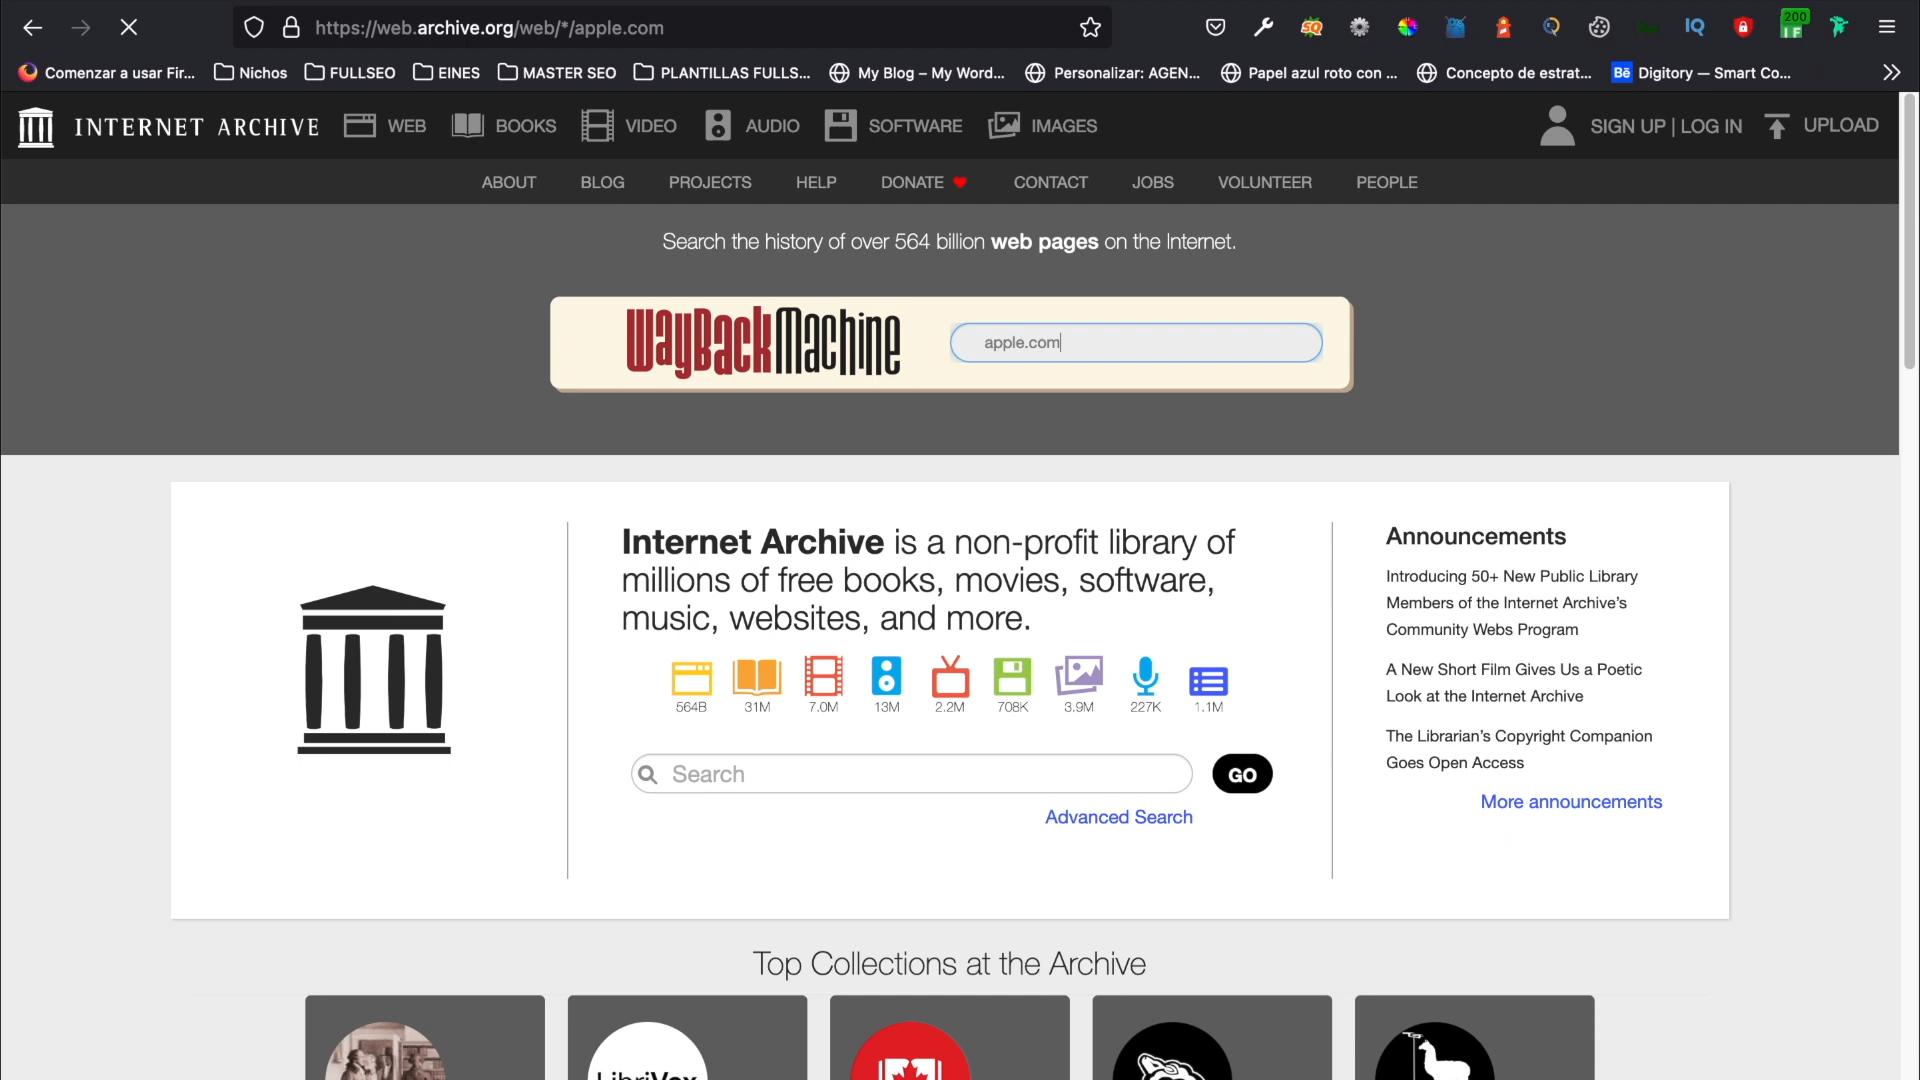 https://web.archive.org/web/*/apple.com
IQ
200
IF
Comenzar a usar Fir...
Nichos
FULLSEO
EINES
MASTER SEO
PLANTILLAS FULLS...
My Blog – My Word...
Personalizar: AGEN...
Papel azul roto con ...
Concepto de estrat...
Bē Digitory — Smart Co...
INTERNET ARCHIVE
WEB
BOOKS
VIDEO
AUDIO
SOFTWARE
IMAGES
SIGN UP | LOG IN
UPLOAD
ABOUT
BLOG
PROJECTS
HELP
DONATE
CONTACT
JOBS
VOLUNTEER
PEOPLE
Search the history of over 564 billion web pages on the Internet.
WayBackMachine
apple.com
Internet Archive is a non-profit library of
millions of free books, movies, software,
music, websites, and more.
564B
31M
7.0M
13M
2.2M
708K
3.9M
227K
1.1M
Search
GO
Advanced Search
Announcements
Introducing 50+ New Public Library
Members of the Internet Archive’s
Community Webs Program
A New Short Film Gives Us a Poetic
Look at the Internet Archive
The Librarian’s Copyright Companion
Goes Open Access
More announcements
Top Collections at the Archive
LibriVox